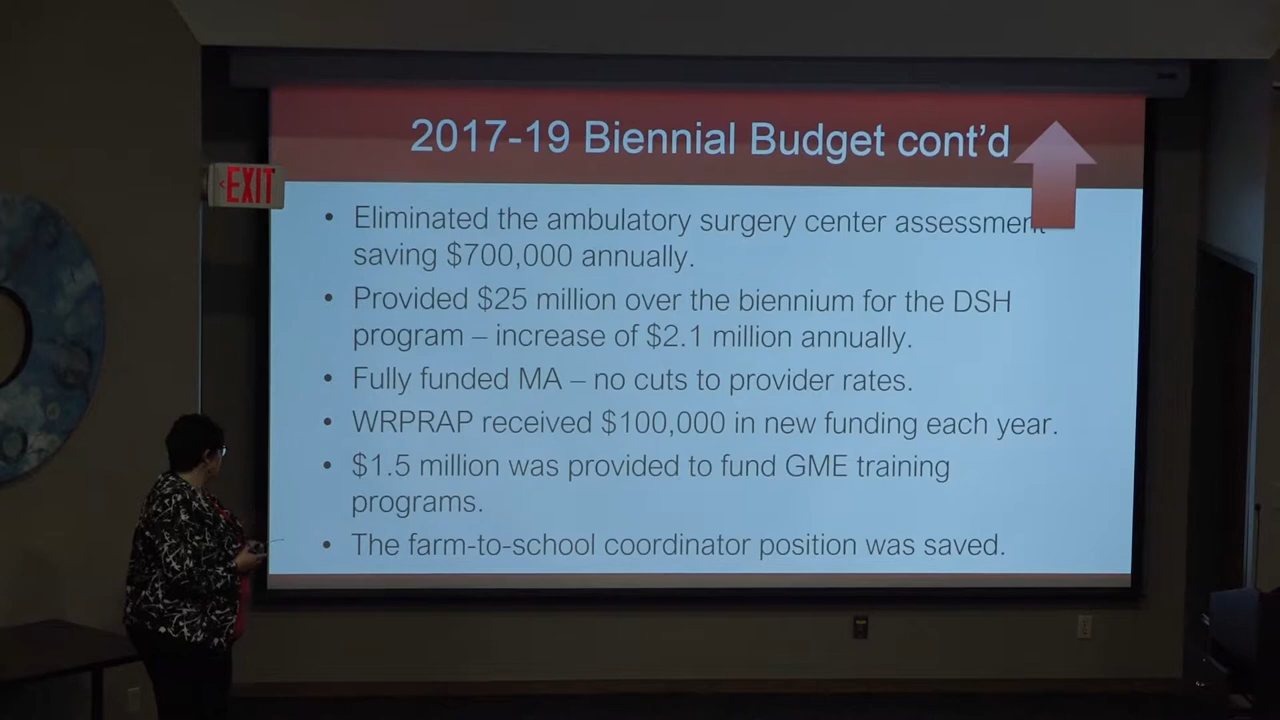 2017-19 Biennial Budget cont’d
<EXIT
• Eliminated the ambulatory surgery center assessment
saving $700,000 annually.
• Provided $25 million over the biennium for the DSH
program – increase of $2.1 million annually.
• Fully funded MA – no cuts to provider rates.
• WRPRAP received $100,000 in new funding each year.
• $1.5 million was provided to fund GME training
programs.
• The farm-to-school coordinator position was saved.